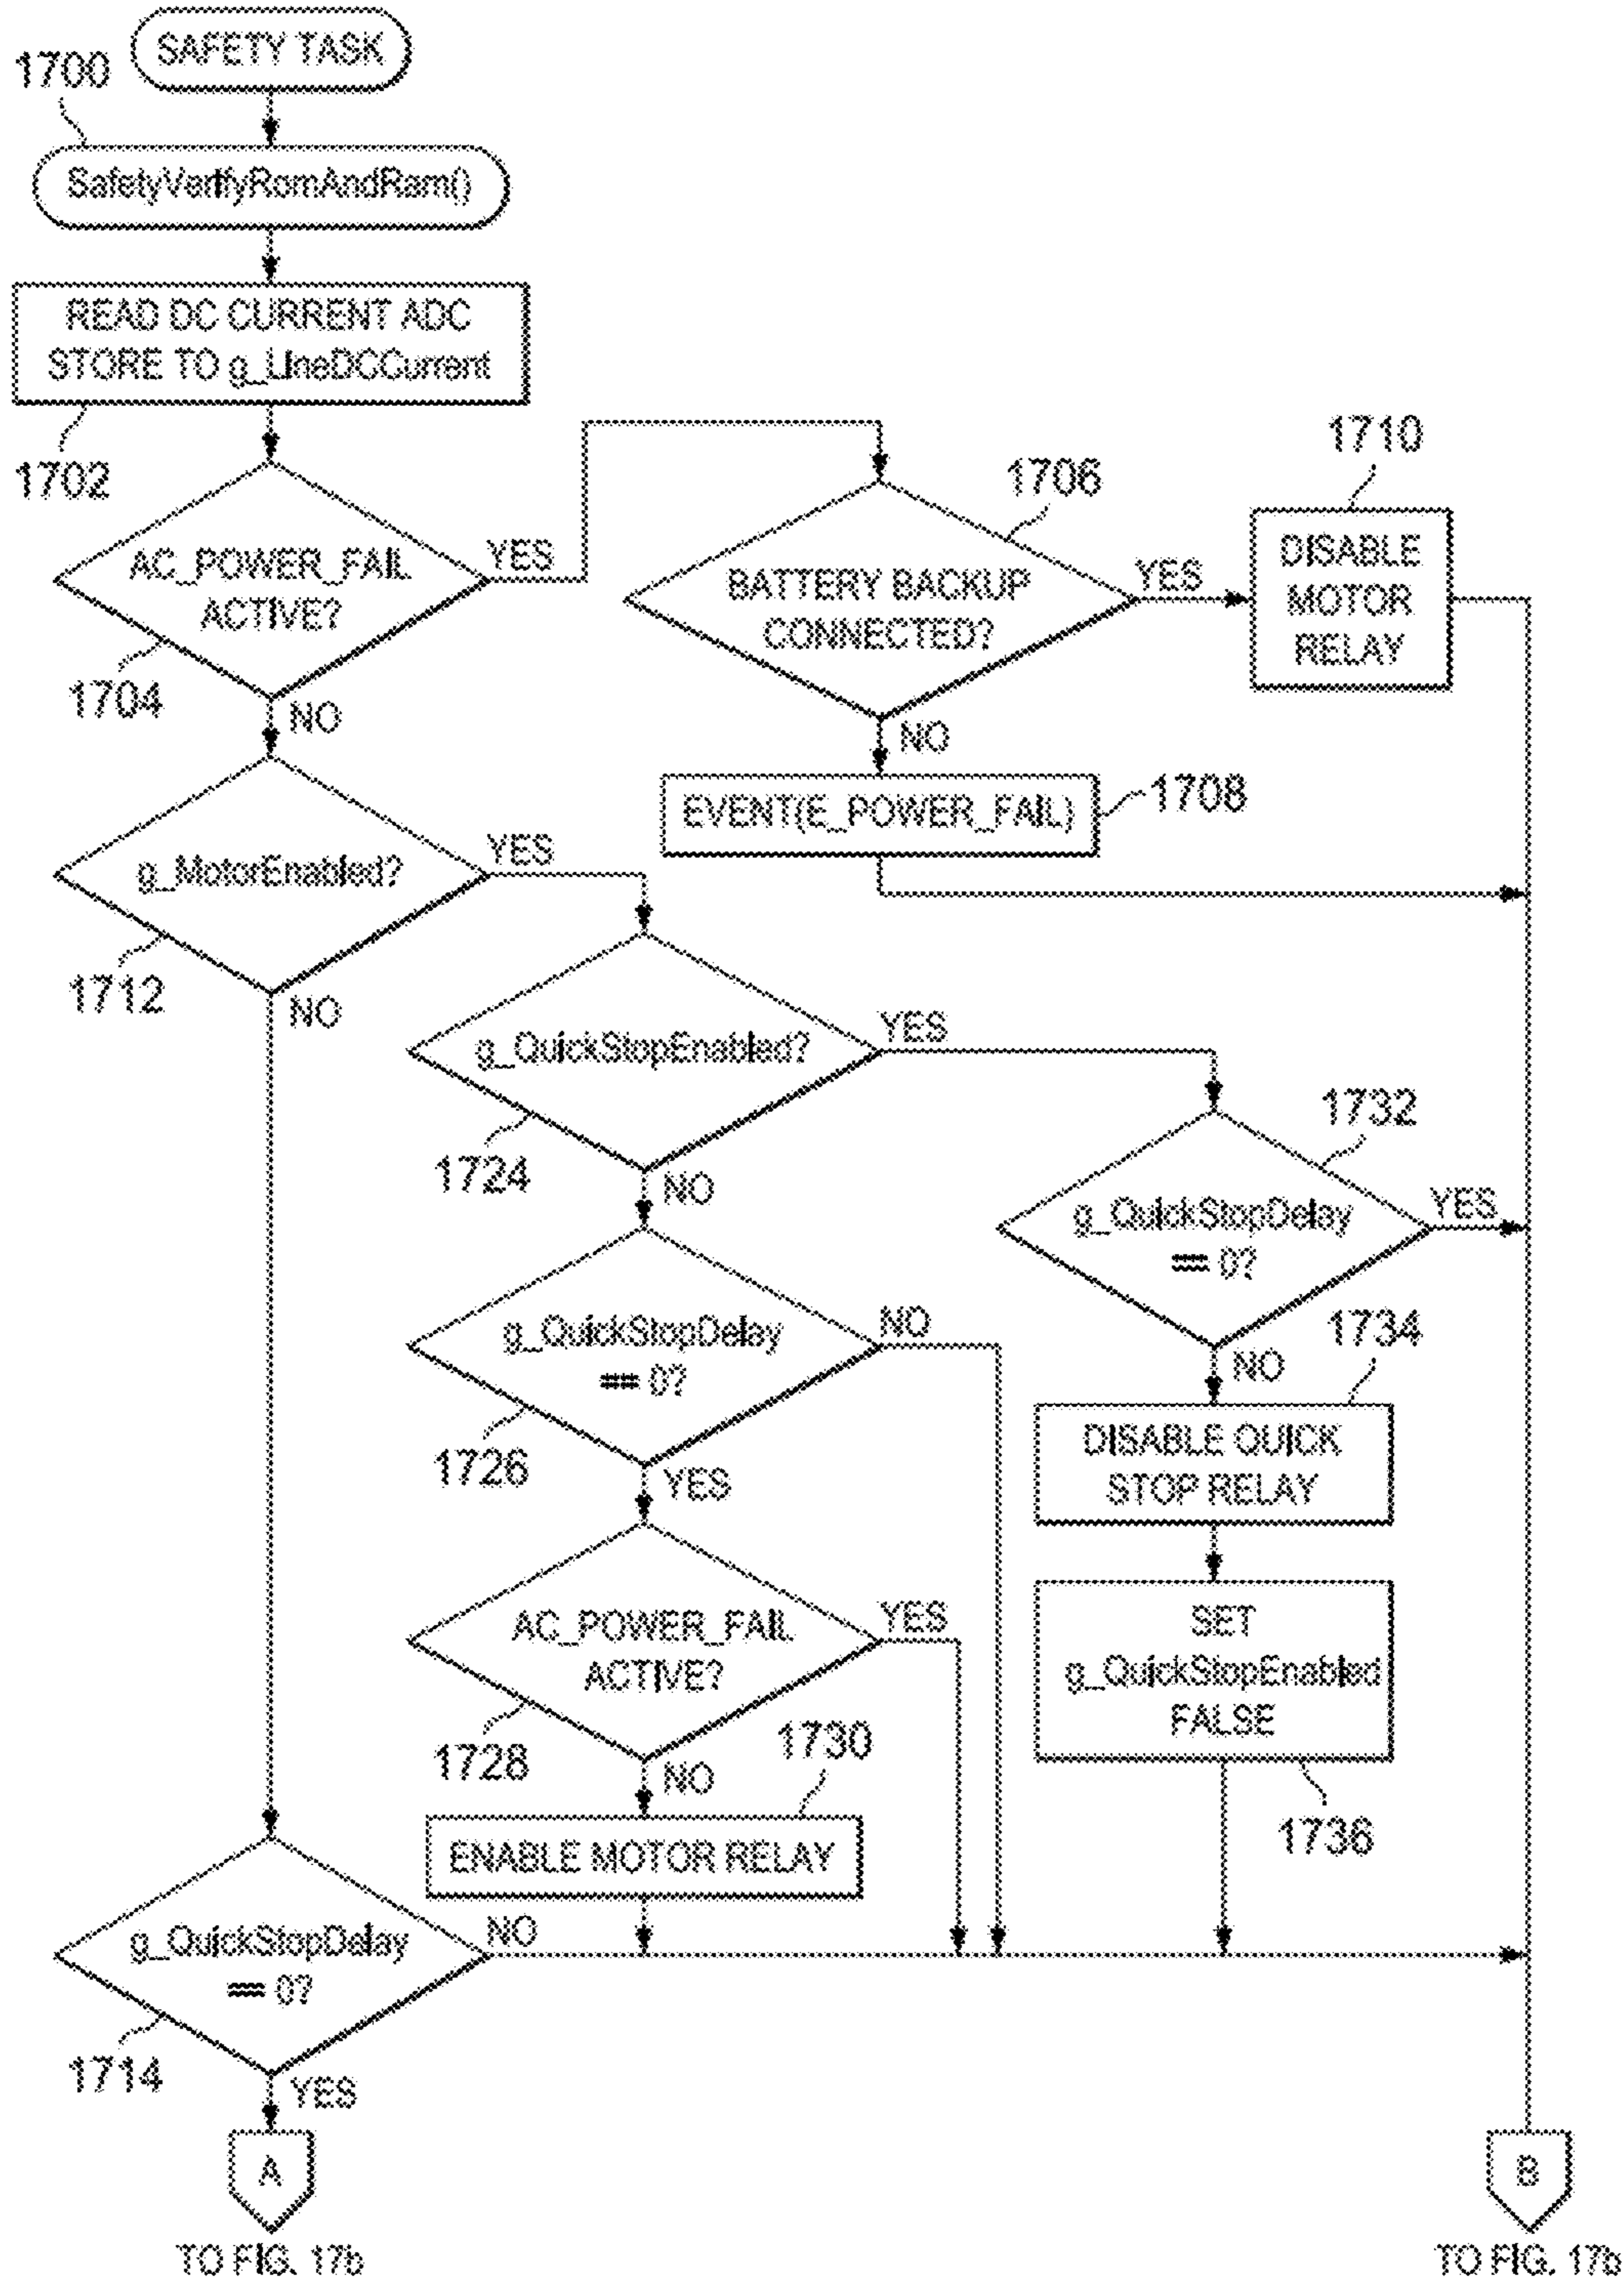 SAFETY TASK
1700
SafetyVerifyRomAndRam()
READ DC CURRENT ADC
STORE TO g_LineDCCurrent
1702
AC_POWER_FAIL
ACTIVE?
YES
1704
NO
1706
BATTERY BACKUP
CONNECTED?
YES
NO
1710
DISABLE
MOTOR
RELAY
EVENT(E_POWER_FAIL)
1708
g_MotorEnabled?
YES
1712
NO
g_QuickStopEnabled?
YES
1724
NO
1732
g_QuickStopDelay
== 0?
YES
NO
g_QuickStopDelay
== 0?
NO
1726
YES
1734
DISABLE QUICK
STOP RELAY
AC_POWER_FAIL
ACTIVE?
YES
1728
NO
SET
g_QuickStopEnabled
FALSE
1736
1730
ENABLE MOTOR RELAY
g_QuickStopDelay
== 0?
NO
1714
YES
A
TO FIG. 17b
B
TO FIG. 17b